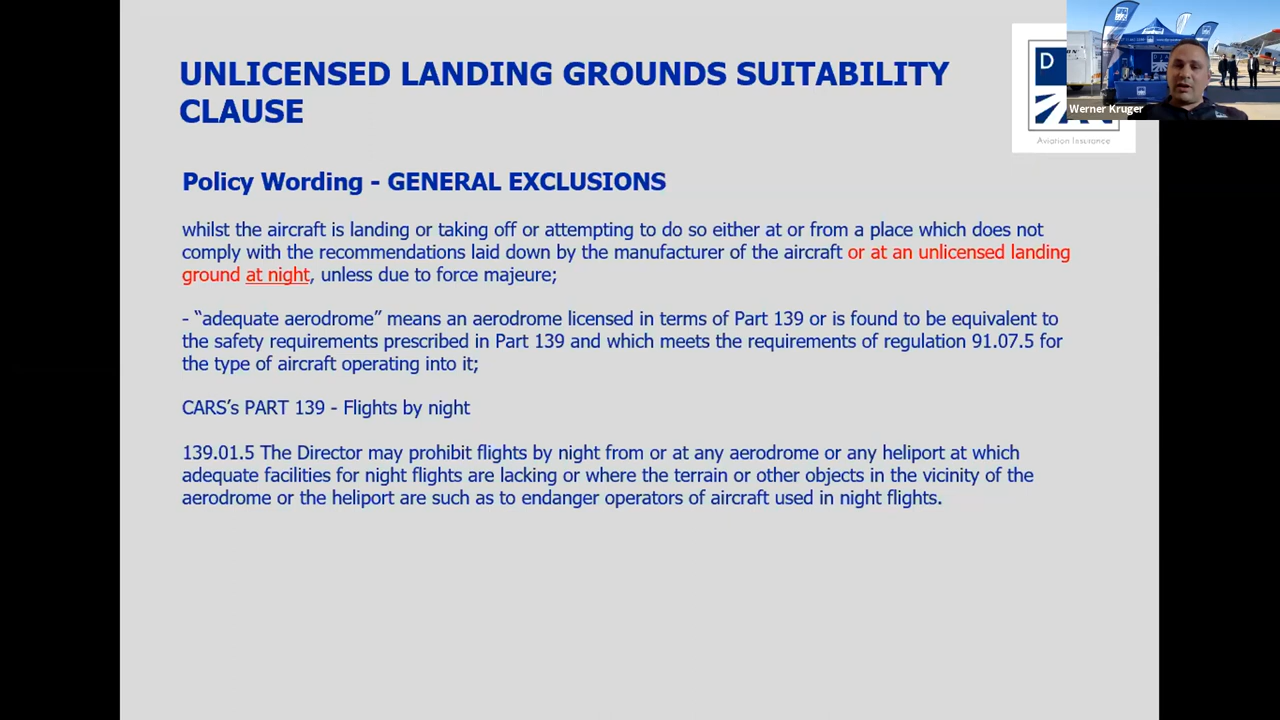 UNLICENSED LANDING GROUNDS SUITABILITY
CLAUSE
D
Aviation Insurance
Werner Kruger
Policy Wording - GENERAL EXCLUSIONS
whilst the aircraft is landing or taking off or attempting to do so either at or from a place which does not
comply with the recommendations laid down by the manufacturer of the aircraft or at an unlicensed landing
ground at night, unless due to force majeure;
- “adequate aerodrome” means an aerodrome licensed in terms of Part 139 or is found to be equivalent to
the safety requirements prescribed in Part 139 and which meets the requirements of regulation 91.07.5 for
the type of aircraft operating into it;
CARS’s PART 139 - Flights by night
139.01.5 The Director may prohibit flights by night from or at any aerodrome or any heliport at which
adequate facilities for night flights are lacking or where the terrain or other objects in the vicinity of the
aerodrome or the heliport are such as to endanger operators of aircraft used in night flights.